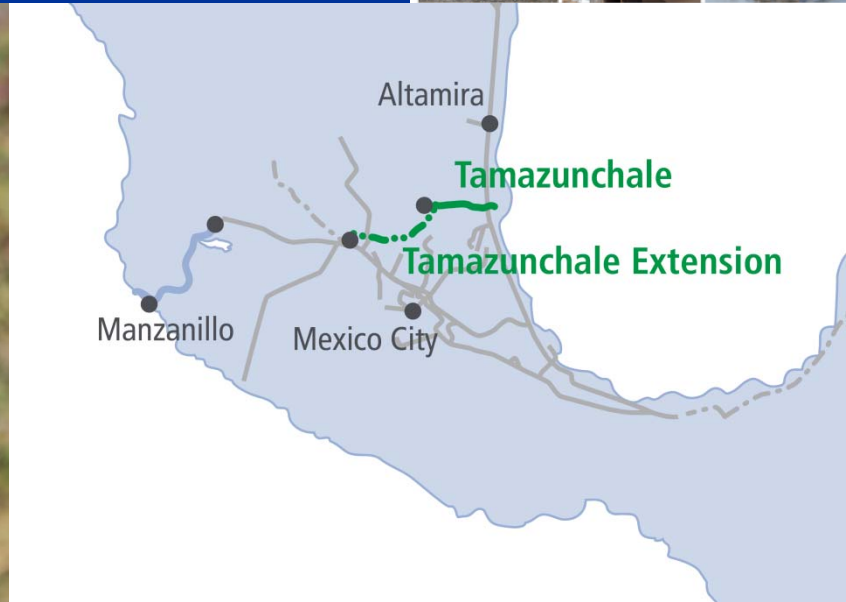 Altamira
Tamazunchale
Tamazunchale Extension
Manzanillo
Mexico City